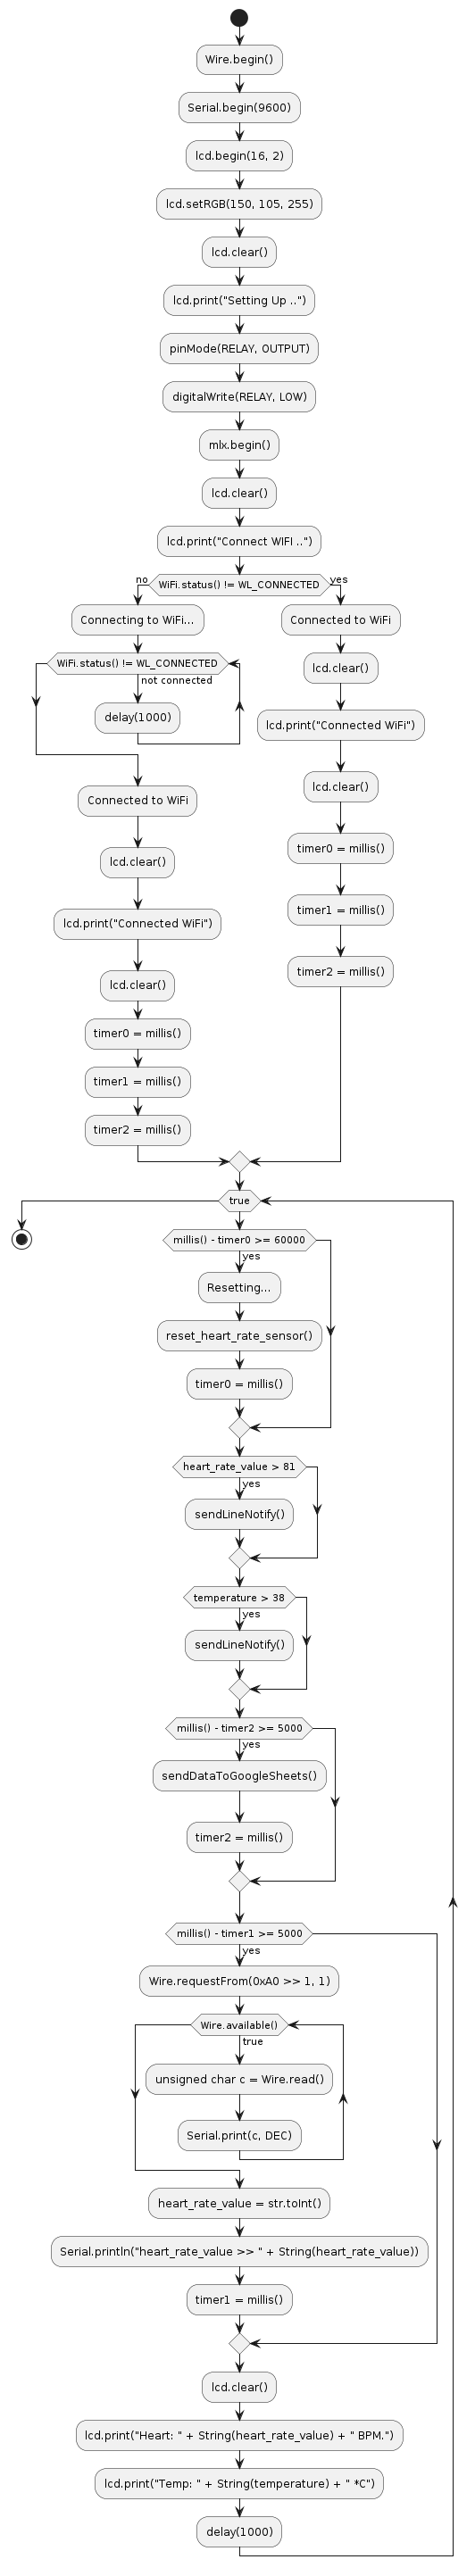 Wire.begin()
Serial.begin(9600)
lcd.begin(16, 2)
lcd.setRGB(150, 105, 255)
lcd.clear()
lcd.print("Setting Up ..")
pinMode(RELAY, OUTPUT)
digitalWrite(RELAY, LOW)
mlx.begin()
lcd.clear()
lcd.print("Connect WIFI ..")
no
WiFi.status() != WL_CONNECTED
yes
Connecting to WiFi...
WiFi.status() != WL_CONNECTED
not connected
delay(1000)
Connected to WiFi
lcd.clear()
lcd.print("Connected WiFi")
lcd.clear()
timer0 = millis()
timer1 = millis()
timer2 = millis()
Connected to WiFi
lcd.clear()
lcd.print("Connected WiFi")
lcd.clear()
timer0 = millis()
timer1 = millis()
timer2 = millis()
true
millis() - timer0 >= 60000
yes
Resetting...
reset_heart_rate_sensor()
timer0 = millis()
heart_rate_value > 81
yes
sendLineNotify()
temperature > 38
yes
sendLineNotify()
millis() - timer2 >= 5000
yes
sendDataToGoogleSheets()
timer2 = millis()
millis() - timer1 >= 5000
yes
Wire.requestFrom(0xA0 >> 1, 1)
Wire.available()
true
unsigned char c = Wire.read()
Serial.print(c, DEC)
heart_rate_value = str.toInt()
Serial.println("heart_rate_value >> " + String(heart_rate_value))
timer1 = millis()
lcd.clear()
lcd.print("Heart: " + String(heart_rate_value) + " BPM.")
lcd.print("Temp: " + String(temperature) + " *C")
delay(1000)